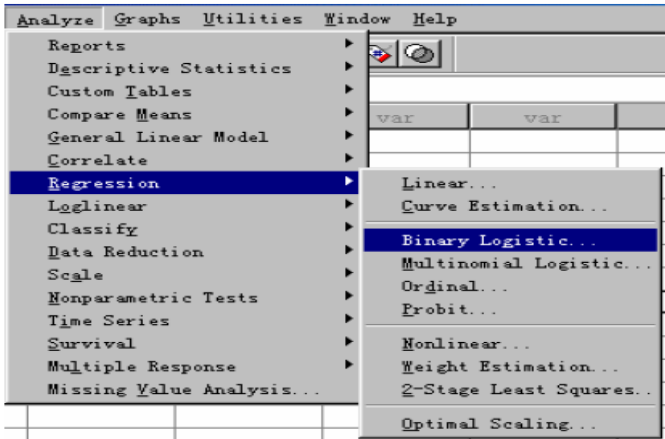 Analyze Graphs Utilities Window Help
Reports
Descriptive Statistics
Custom Tables
Compare Means
var var
General Linear Model
Correlate
Regression
Loglinear
Classify
Data Reduction
Scale
Nonparametric Tests
Time Series
Survival
Multiple Response
Missing Value Analysis...
Linear...
Curve Estimation...
Binary Logistic...
Multinomial Logistic...
Ordinal...
Probit...
Nonlinear...
Weight Estimation...
2-Stage Least Squares..
Optimal Scaling...